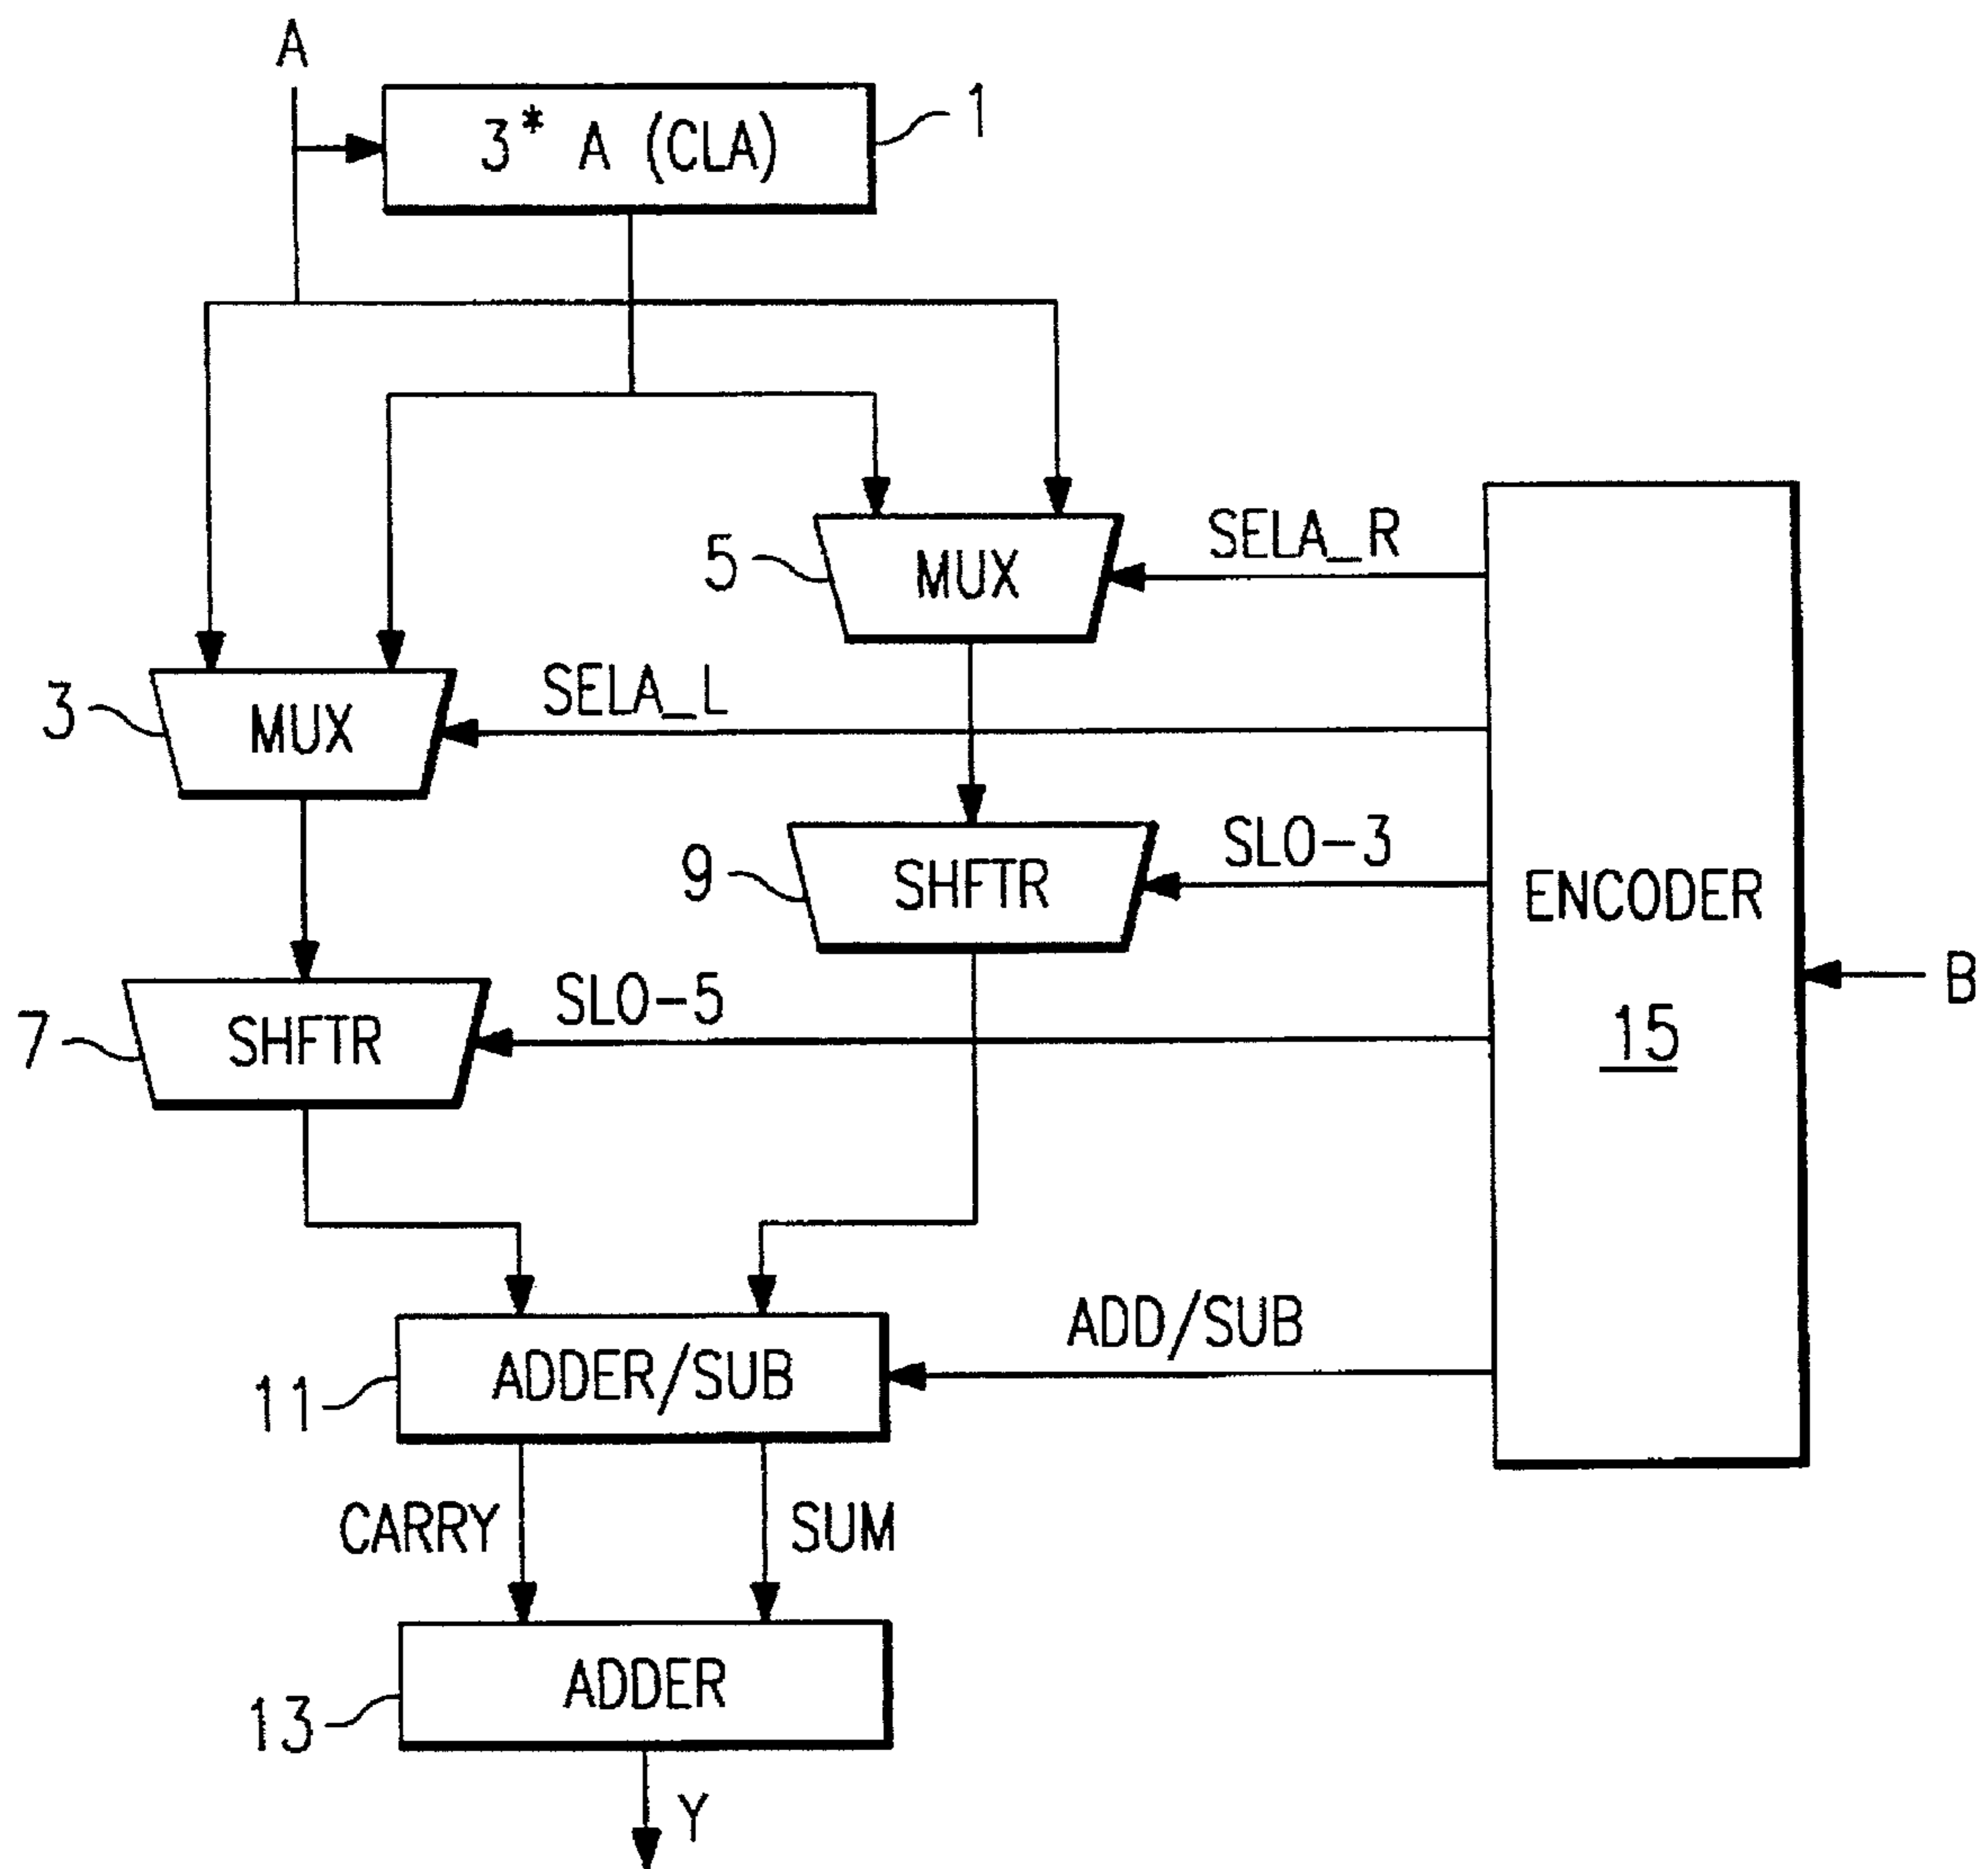 A
3* A (CLA)
1
5
MUX
SELA_R
3
MUX
SELA_L
9
SHFTR
SLO-3
ENCODER
15
B
7
SHFTR
SLO-5
11
ADDER/SUB
ADD/SUB
CARRY
SUM
13
ADDER
Y